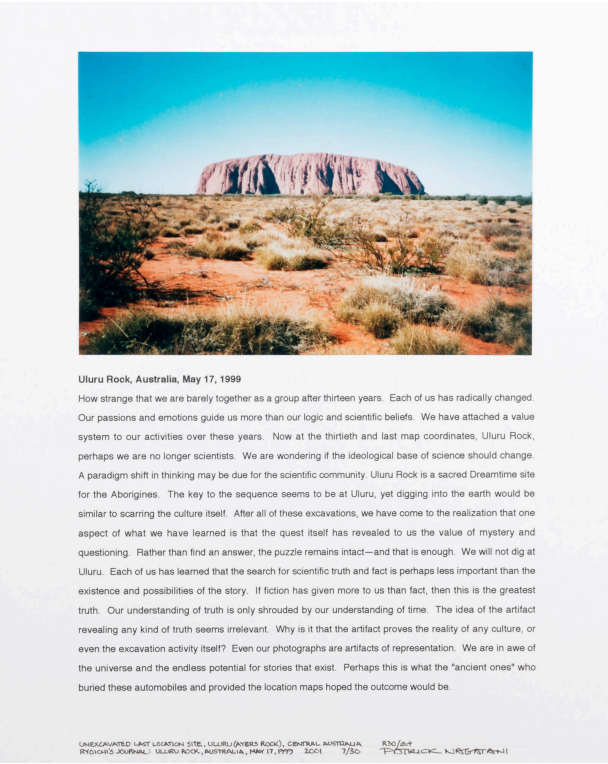 Uluru Rock, Australia, May 17, 1999
How strange that we are barely together as a group after thirteen years.  Each of us has radically changed.
Our passions and emotions guide us more than our logic and scientific beliefs.  We have attached a value
system to our activities over these years.  Now at the thirtieth and last map coordinates, Uluru Rock,
perhaps we are no longer scientists.  We are wondering if the ideological base of science should change.
A paradigm shift in thinking may be due for the scientific community. Uluru Rock is a sacred Dreamtime site
for the Aborigines.  The key to the sequence seems to be at Uluru, yet digging into the earth would be
similar to scarring the culture itself.  After all of these excavations, we have come to the realization that one
aspect of what we have learned is that the quest itself has revealed to us the value of mystery and
questioning.  Rather than find an answer, the puzzle remains intact—and that is enough.  We will not dig at
Uluru.  Each of us has learned that the search for scientific truth and fact is perhaps less important than the
existence and possibilities of the story.  If fiction has given more to us than fact, then this is the greatest
truth.  Our understanding of truth is only shrouded by our understanding of time.  The idea of the artifact
revealing any kind of truth seems irrelevant.  Why is it that the artifact proves the reality of any culture, or
even the excavation activity itself?  Even our photographs are artifacts of representation.  We are in awe of
the universe and the endless potential for stories that exist.  Perhaps this is what the "ancient ones" who
buried these automobiles and provided the location maps hoped the outcome would be.
UNEXCAVATED LAST LOCATION SITE, ULURU (AYERS ROCK), CENTRAL AUSTRALIA
RYOICHI'S JOURNAL: ULURU ROCK, AUSTRALIA, MAY 17, 1999 2001 7/30 PATRICK NAGATANI